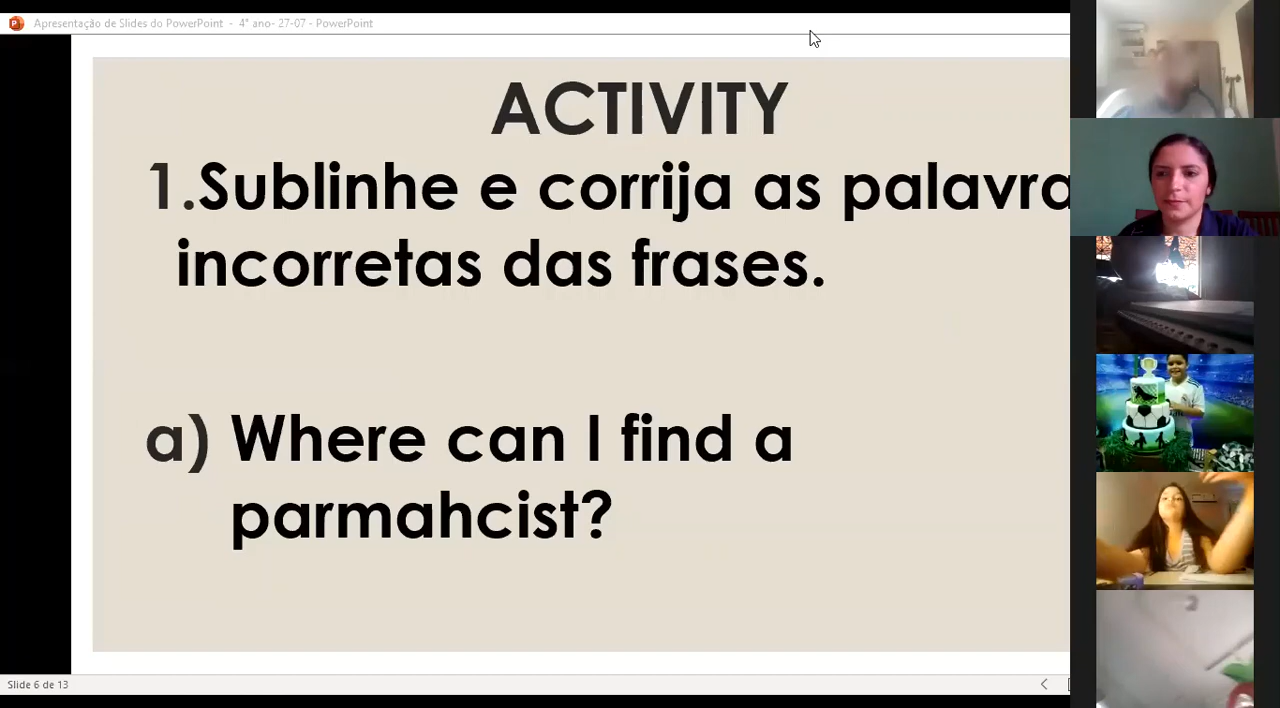 Apresentação de Slides do PowerPoint - 4° ano- 27-07 - PowerPoint
ACTIVITY
1.Sublinhe e corrija as palavra
incorretas das frases.
a) Where can I find a
parmahcist?
Slide 6 de 13